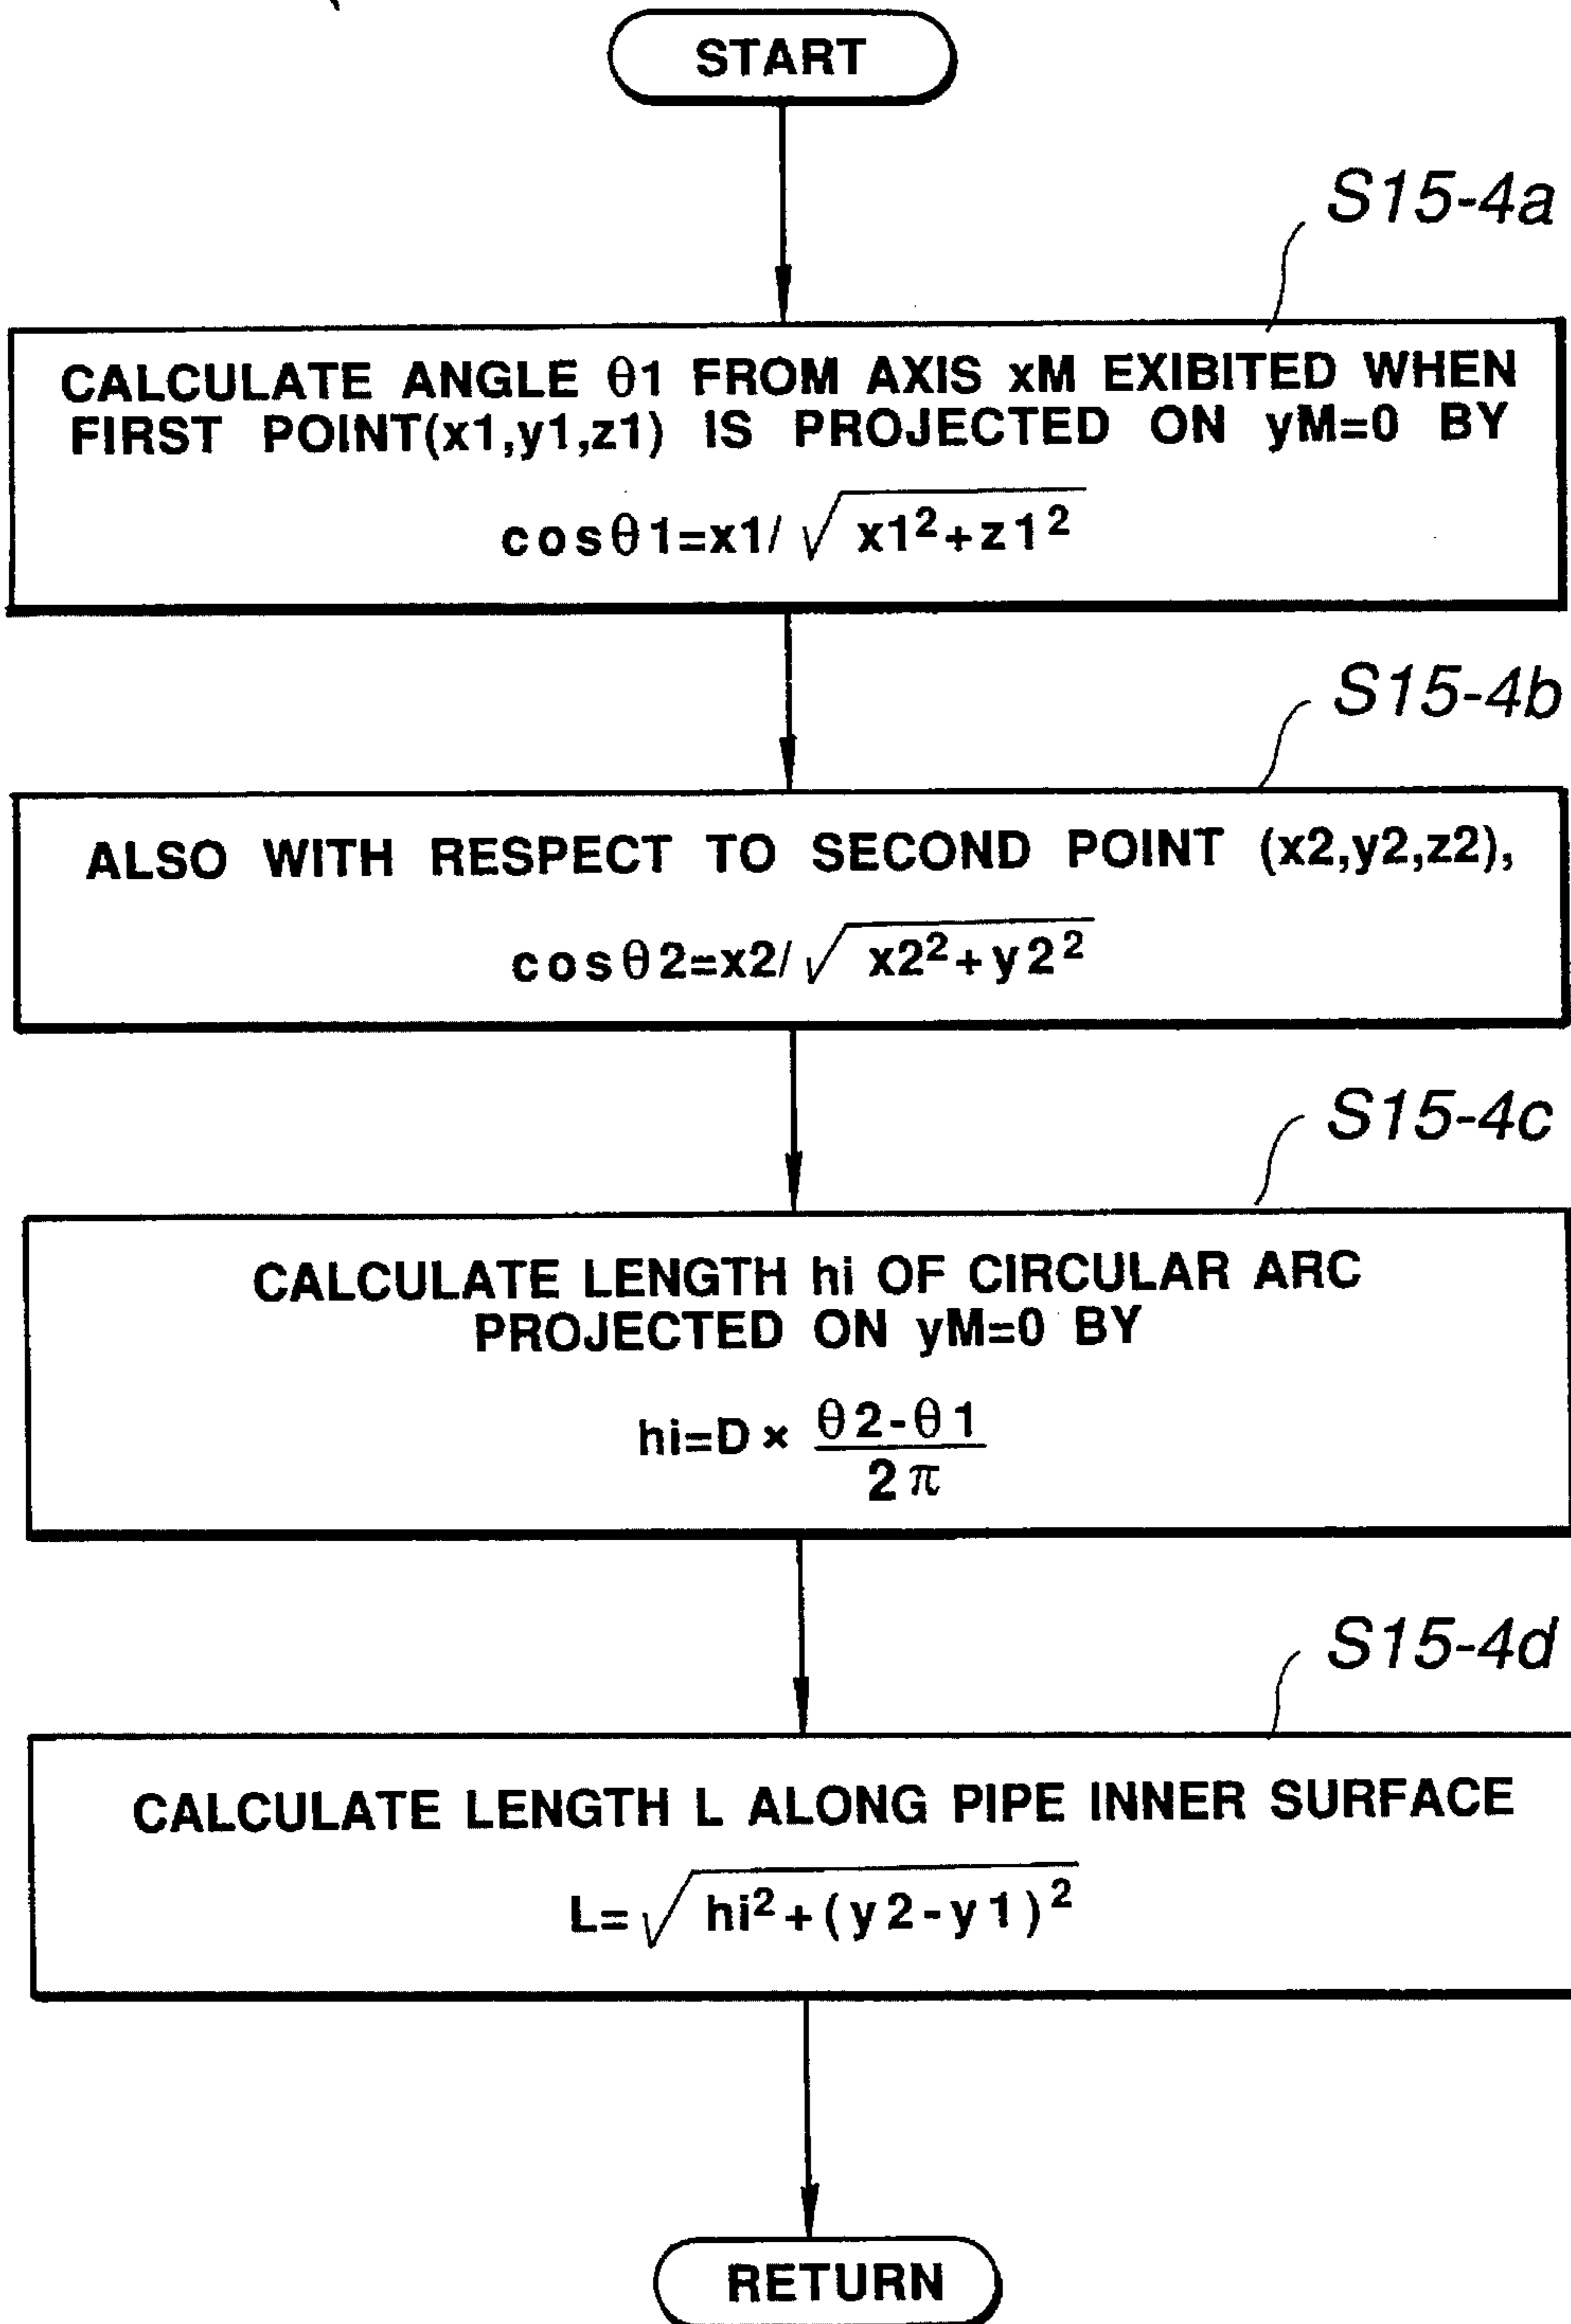 START
S15-4a
CALCULATE ANGLE θ1 FROM AXIS xM EXIBITED WHEN
FIRST POINT(x1,y1,z1) IS PROJECTED ON yM=0 BY
cosθ1=x1/√x1²+z1²
S15-4b
ALSO WITH RESPECT TO SECOND POINT (x2,y2,z2),
cosθ2=x2/√x2²+y2²
S15-4c
CALCULATE LENGTH hi OF CIRCULAR ARC
PROJECTED ON yM=0 BY
hi=D× θ2-θ1
2π
S15-4d
CALCULATE LENGTH L ALONG PIPE INNER SURFACE
L=√hi²+(y2-y1)²
RETURN